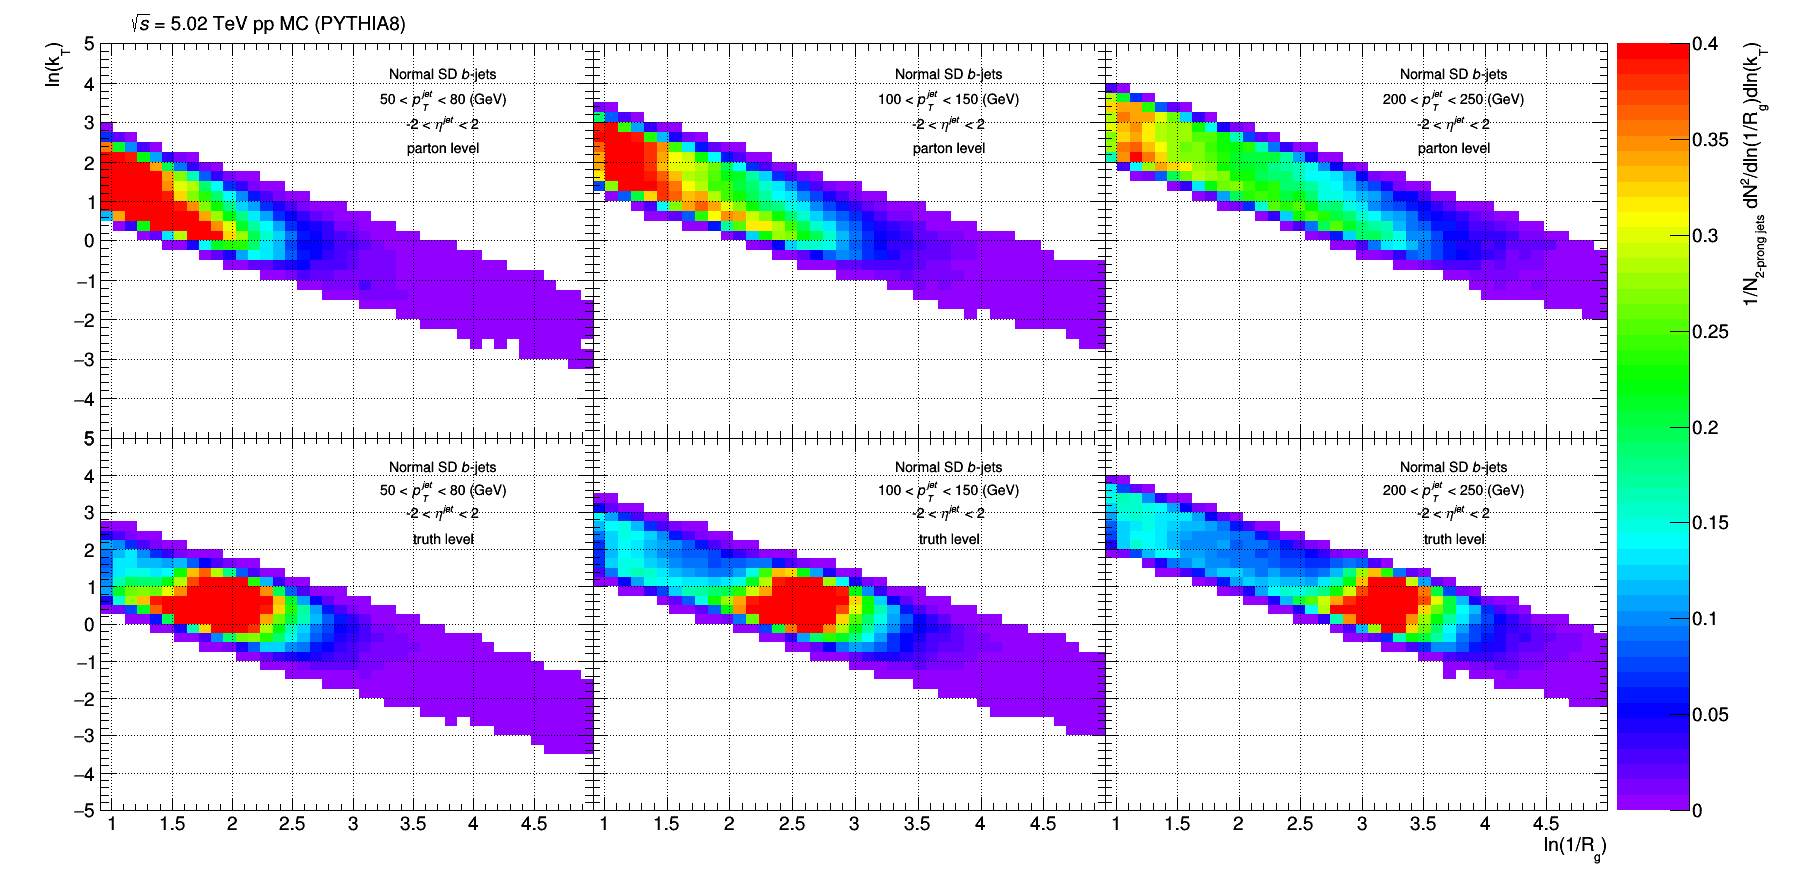 √s = 5.02 TeV pp MC (PYTHIA8)
ln(k_T)
5
4
3
2
1
0
−1
−2
−3
−4
Normal SD b-jets
50 < p_T^jet < 80 (GeV)
-2 < η^jet < 2
parton level
Normal SD b-jets
100 < p_T^jet < 150 (GeV)
-2 < η^jet < 2
parton level
Normal SD b-jets
200 < p_T^jet < 250 (GeV)
-2 < η^jet < 2
parton level
5
4
3
2
1
0
−1
−2
−3
−4
−5
Normal SD b-jets
50 < p_T^jet < 80 (GeV)
-2 < η^jet < 2
truth level
Normal SD b-jets
100 < p_T^jet < 150 (GeV)
-2 < η^jet < 2
truth level
Normal SD b-jets
200 < p_T^jet < 250 (GeV)
-2 < η^jet < 2
truth level
1 1.5 2 2.5 3 3.5 4 4.5
1 1.5 2 2.5 3 3.5 4 4.5
1 1.5 2 2.5 3 3.5 4 4.5
ln(1/R_g)
0.4
0.35
0.3
0.25
0.2
0.15
0.1
0.05
0
1/N_2-prong jets dN²/dln(1/R_g)dln(k_T)